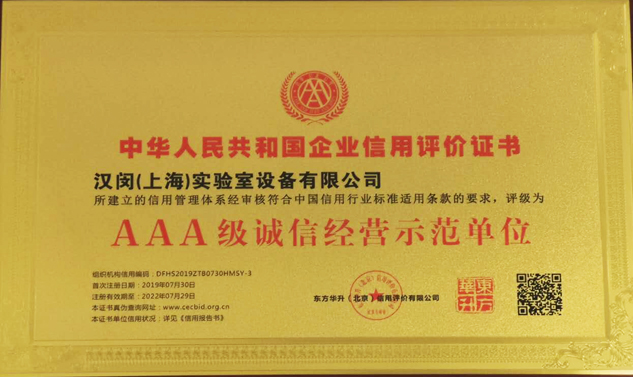 中华人民共和国企业信用评价证书
汉闵(上海)实验室设备有限公司
所建立的信用管理体系经审核符合中国信用行业标准适用条款的要求，评级为
AAA级诚信经营示范单位
组织机构信用编码：DFHS2019ZTB0730HMSY-3
首次注册日期：2019年07月30日
注册有效期至：2022年07月29日
本证书真伪查询网址：www.cecbid.org.cn
本证书单位信用状况：详见《信用报告书》
东方华升（北京）信用评价有限公司
東方
華升